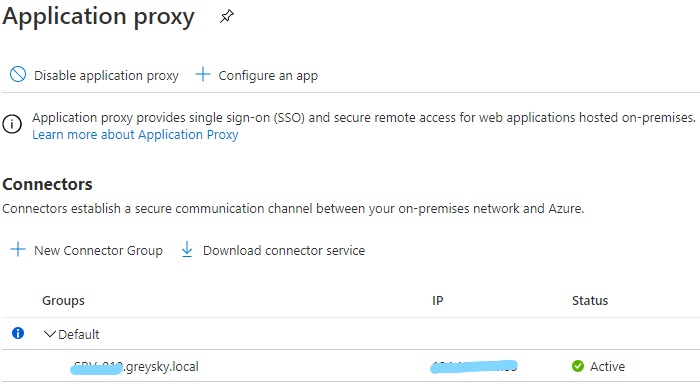 Application proxy
Disable application proxy
Configure an app
Application proxy provides single sign-on (SSO) and secure remote access for web applications hosted on-premises.
Learn more about Application Proxy
Connectors
Connectors establish a secure communication channel between your on-premises network and Azure.
New Connector Group
Download connector service
Groups IP Status
Default
.greysky.local Active